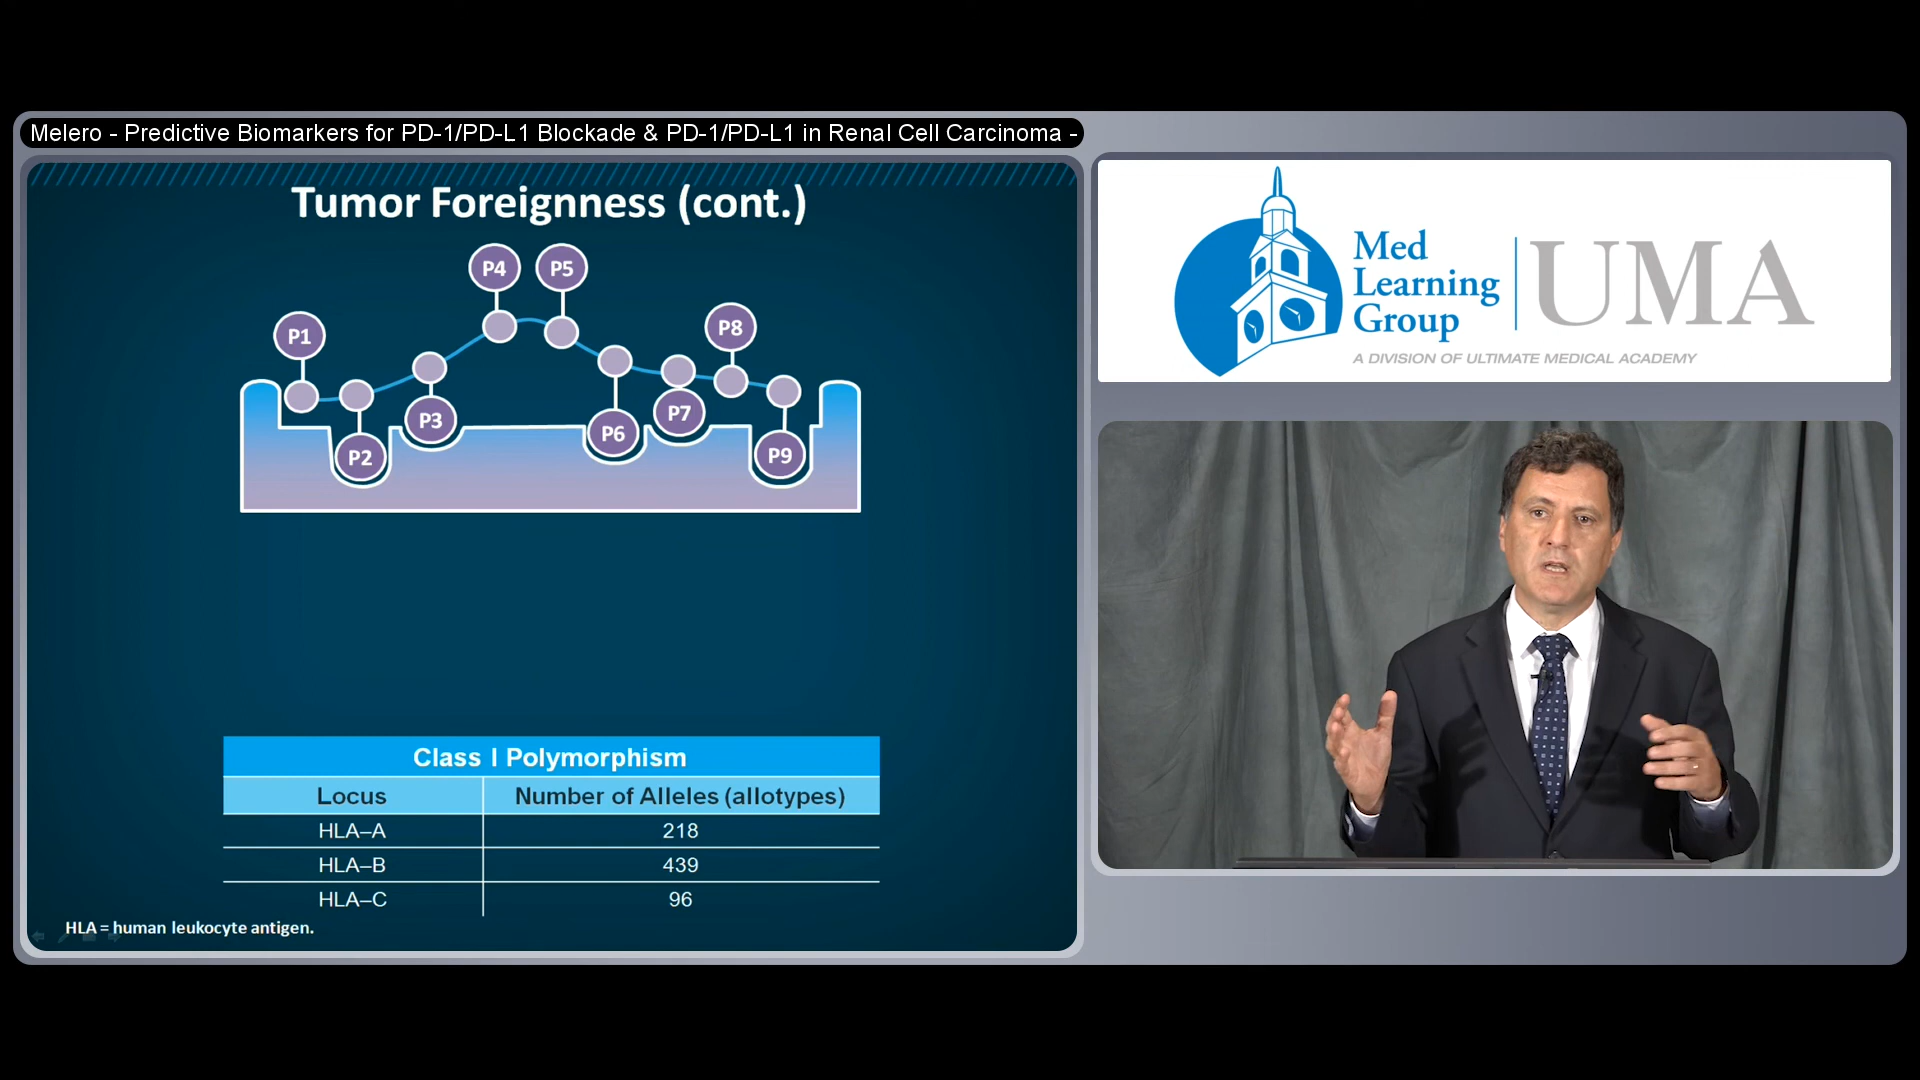 Melero - Predictive Biomarkers for PD-1/PD-L1 Blockade & PD-1/PD-L1 in Renal Cell Carcinoma -
Tumor Foreignness (cont.)
P4 P5
P1 P8
P3 P7
P2 P6 P9
Class I Polymorphism
Locus Number of Alleles (allotypes)
HLA–A 218
HLA–B 439
HLA–C 96
HLA = human leukocyte antigen.
Med
Learning
Group
UMA
A DIVISION OF ULTIMATE MEDICAL ACADEMY